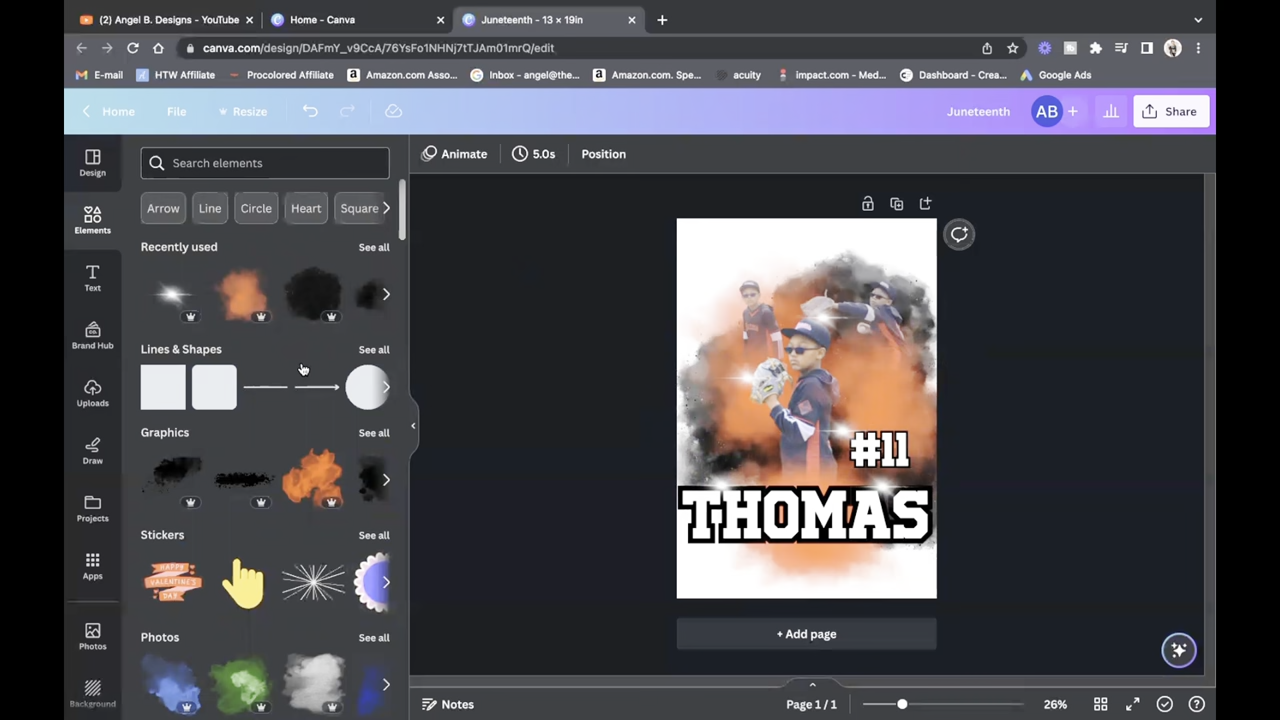 (2) Angel B. Designs - YouTube
Home - Canva
Juneteenth - 13 × 19in
canva.com/design/DAFmY_v9CcA/76YsFo1NHNj7tTJAm01mrQ/edit
E-mail
HTW Affiliate
Procolored Affiliate
Amazon.com Asso...
Inbox - angel@the...
Amazon.com. Spe...
acuity
impact.com - Med...
Dashboard - Crea...
Google Ads
Home
File
Resize
Juneteenth
AB
Share
Design
Search elements
Animate
5.0s
Position
Elements
Arrow
Line
Circle
Heart
Square
Recently used
See all
Text
Brand Hub
Lines & Shapes
See all
Uploads
Graphics
See all
Draw
Projects
Stickers
See all
HAPPY
VALENTINE'S
DAY
Apps
Photos
See all
Photos
Background
#11
THOMAS
+ Add page
Notes
Page 1 / 1
26%